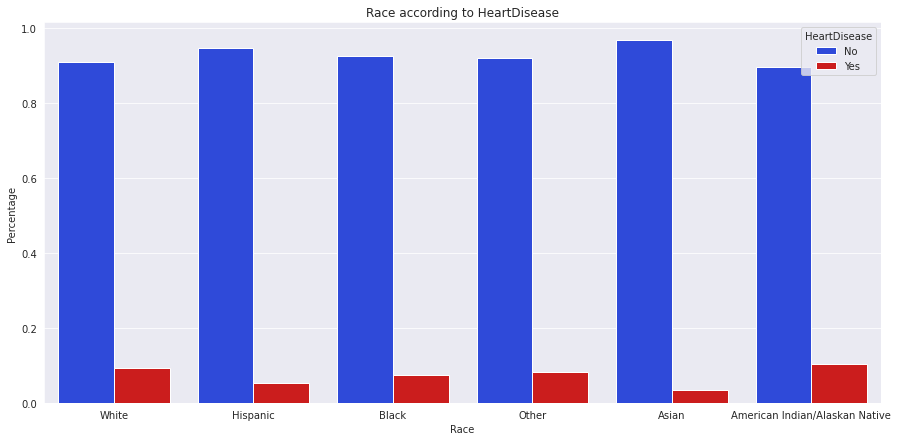 Race according to HeartDisease
HeartDisease
No
Yes
Percentage
1.0
0.8
0.6
0.4
0.2
0.0
White
Hispanic
Black
Other
Asian
American Indian/Alaskan Native
Race